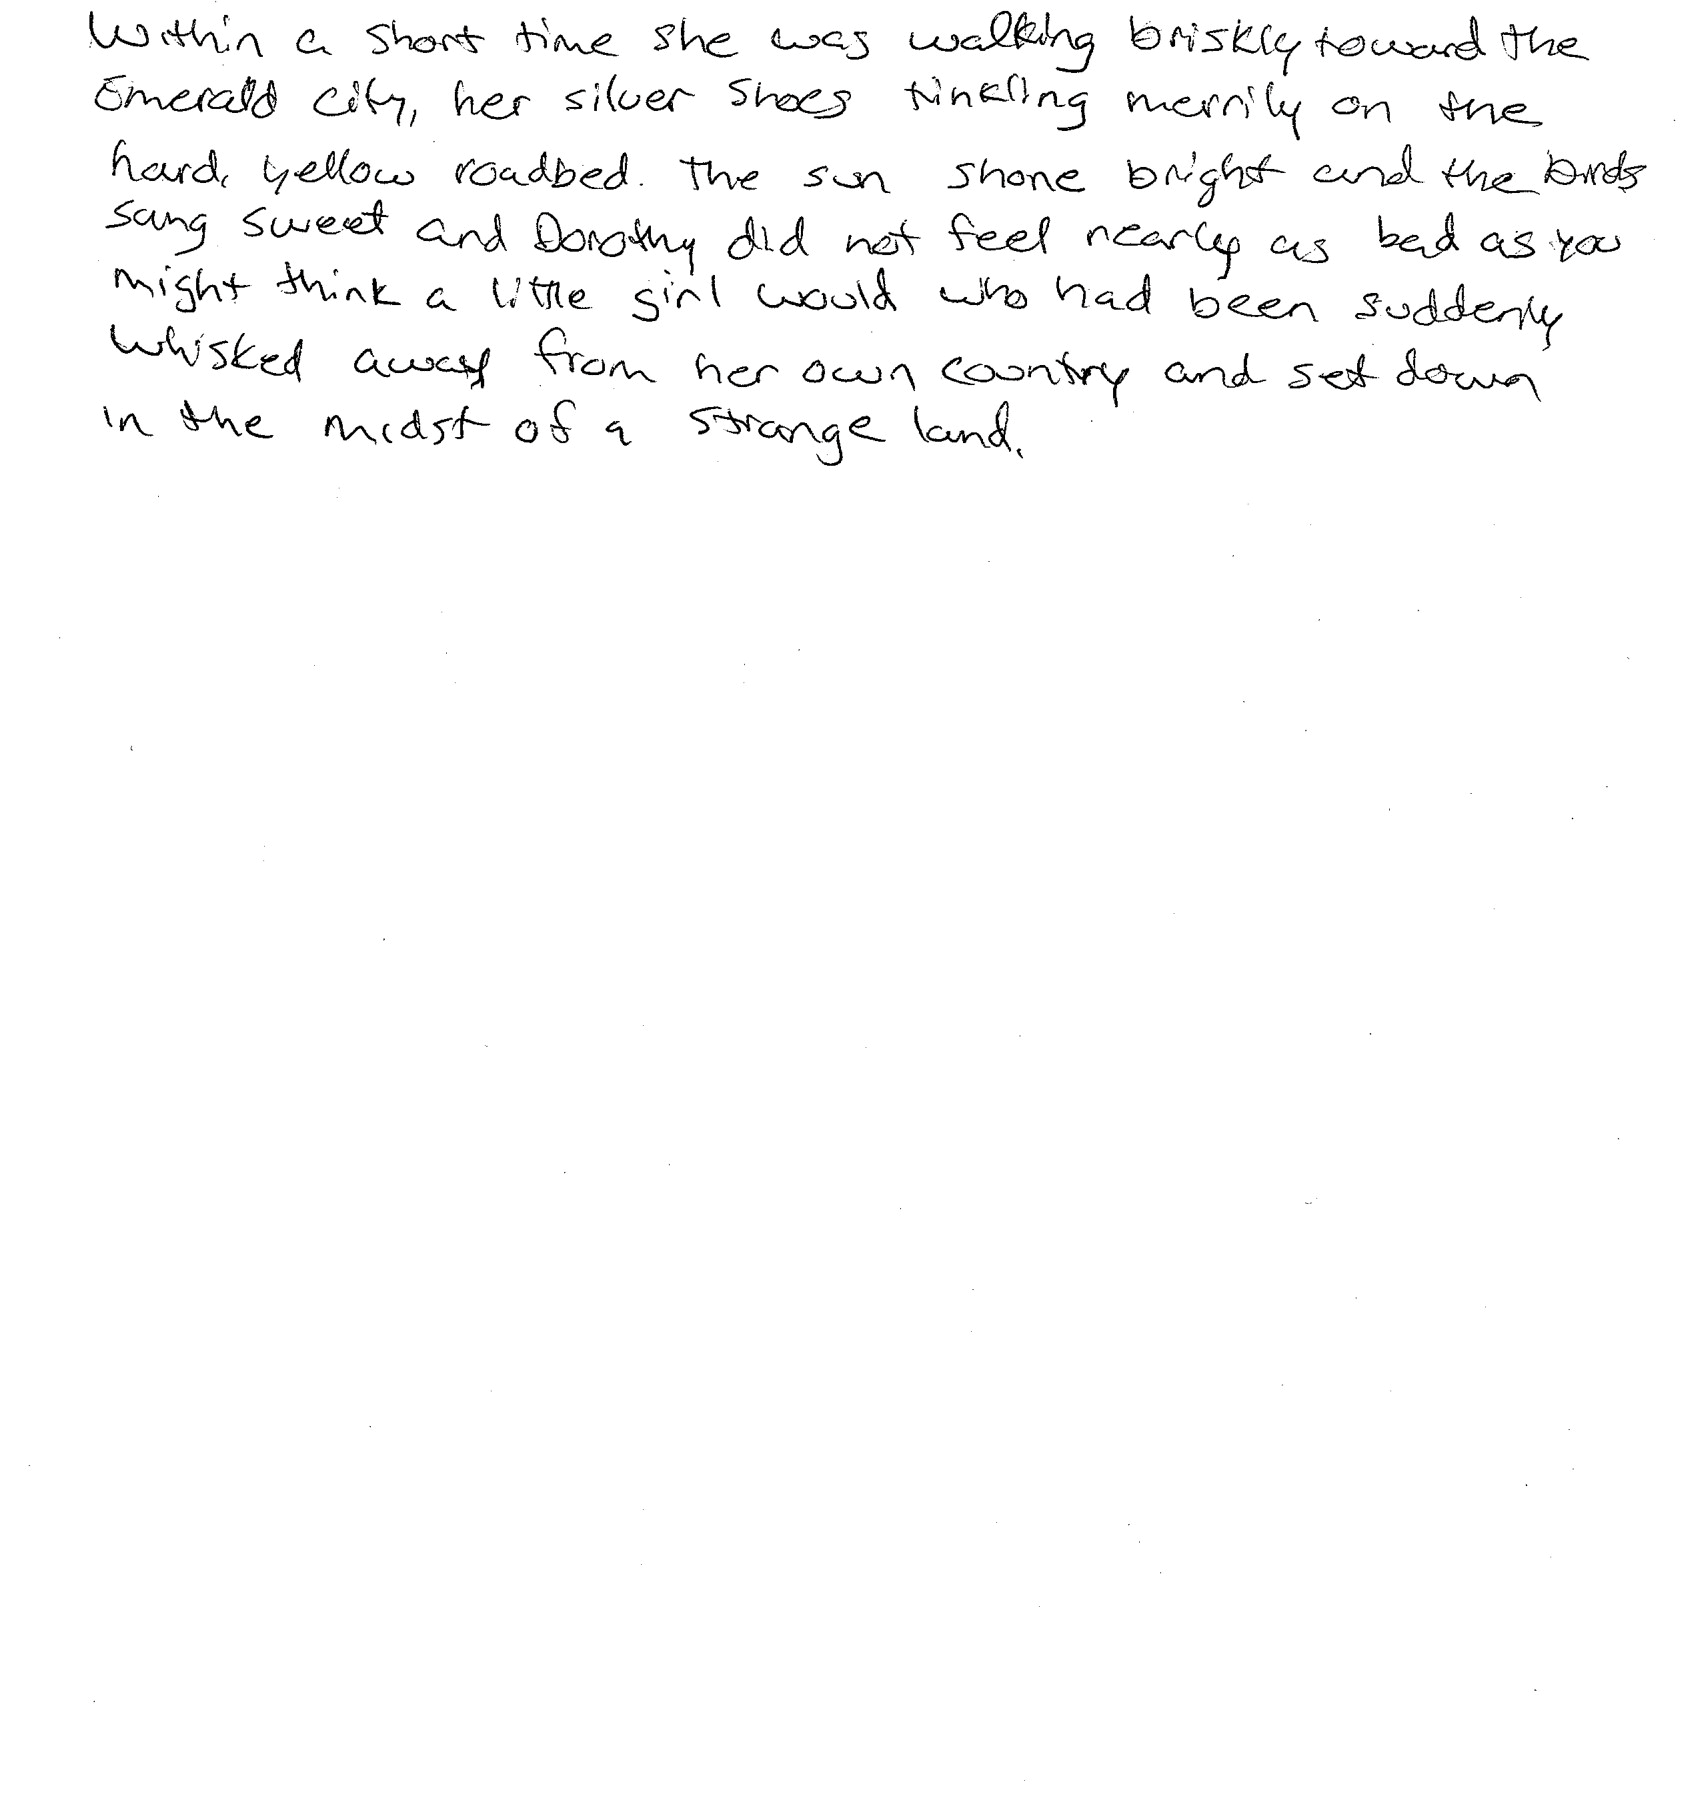 Within a short time she was walking briskly toward the
Emerald city, her silver shoes tinkling merrily on the
hard, yellow roadbed. The sun shone bright and the birds
sang sweet and Dorothy did not feel nearly as bad as you
might think a little girl would who had been suddenly
whisked away from her own country and set down
in the midst of a strange land.